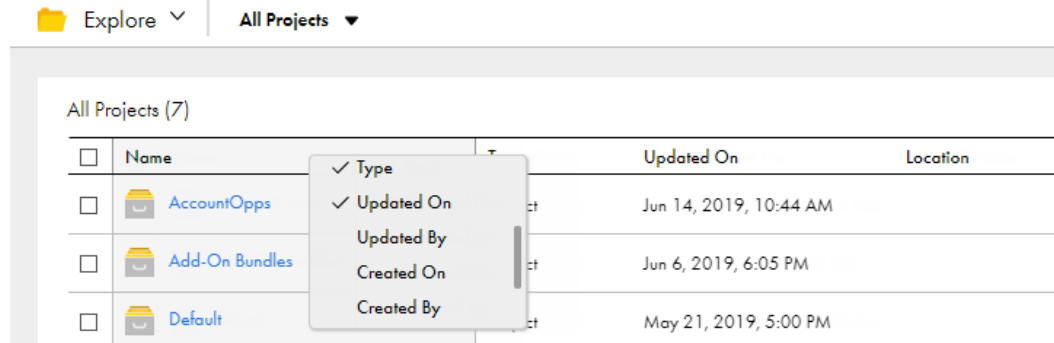 Explore All Projects
All Projects (7)
Name Updated On Location
Type
AccountOpps Updated On Jun 14, 2019, 10:44 AM
Updated By
Add-On Bundles Created On Jun 6, 2019, 6:05 PM
Created By
Default May 21, 2019, 5:00 PM